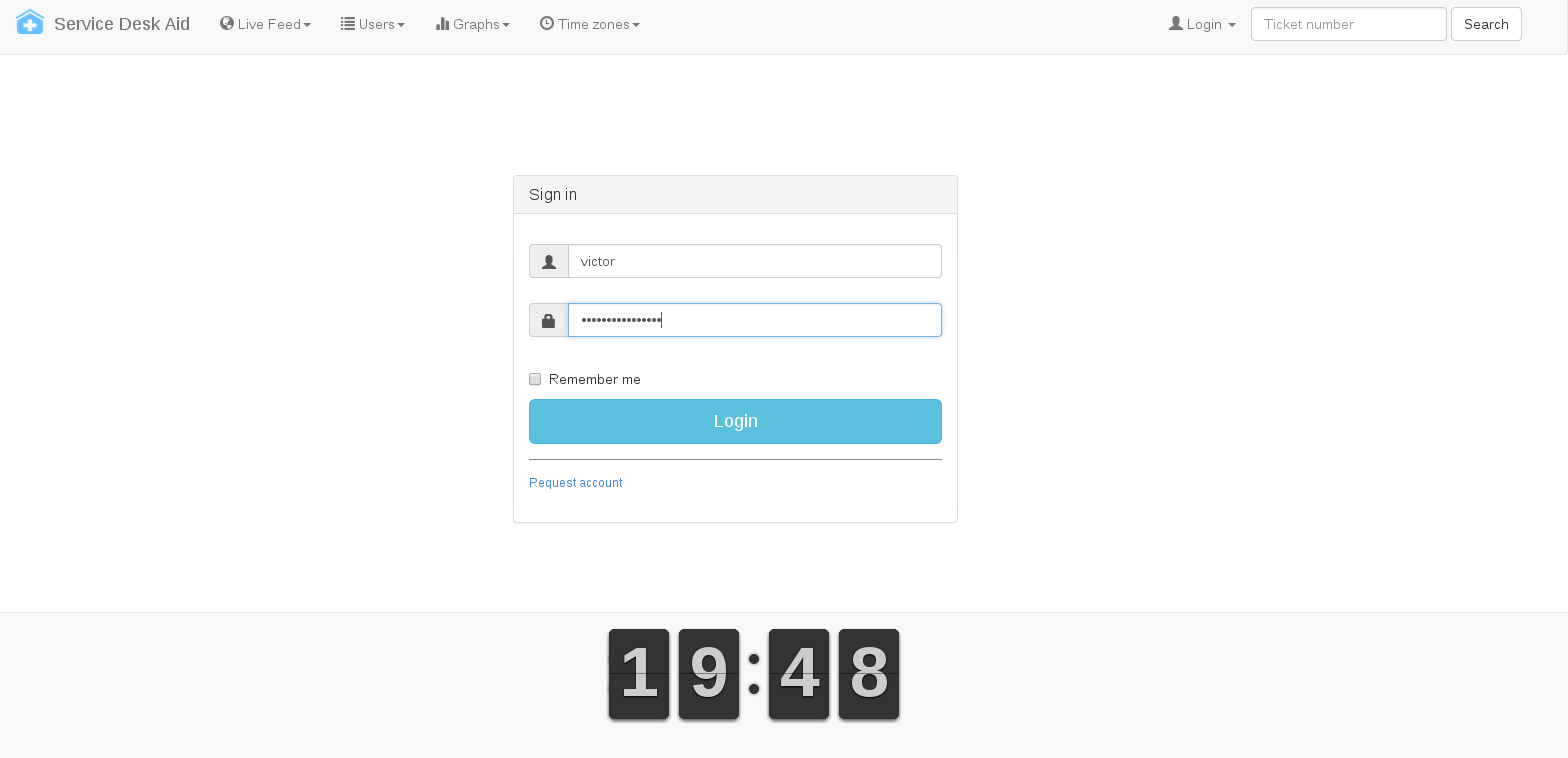 Service Desk Aid Live Feed Users Graphs Time zones Login Ticket number Search
Sign in
victor
••••••••••••••••
Remember me
Login
Request account
19:48